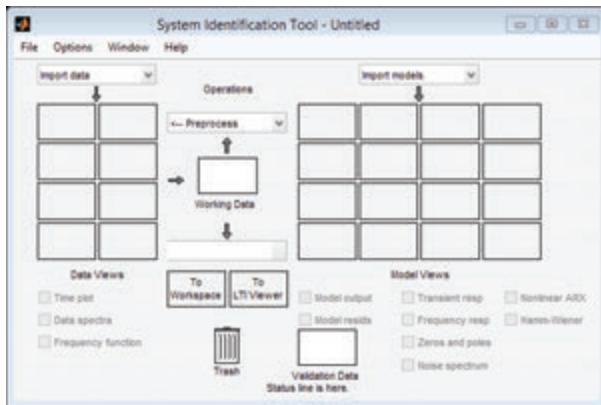 System Identification Tool - Untitled
File Options Window Help
Import data
Operations
Import models
<-- Preprocess
Working Data
Data Views
To Workspace
To LTI Viewer
Model Views
Time plot
Data spectra
Frequency function
Model output
Model resids
Transient resp
Frequency resp
Zeros and poles
Noise spectrum
Nonlinear ARX
Hamm-Wiener
Trash
Validation Data
Status line is here.